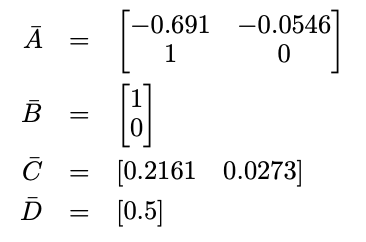 Ā = [−0.691 −0.0546
1 0]
B̄ = [1
0]
C̄ = [0.2161 0.0273]
D̄ = [0.5]